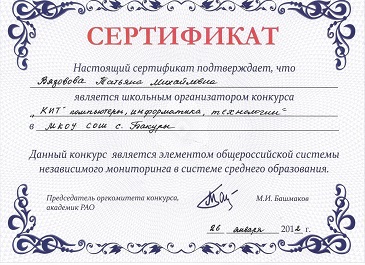 СЕРТИФИКАТ
Настоящий сертификат подтверждает, что
Вядовова Татьяна Михайловна
является школьным организатором конкурса
„КИТ- компьютеры, информатика, технологии"
в МКОУ СОШ с. Бакуры
Данный конкурс является элементом общероссийской системы
независимого мониторинга в системе среднего образования.
Председатель оргкомитета конкурса,
академик РАО
М.И. Башмаков
26 января 2012 г.